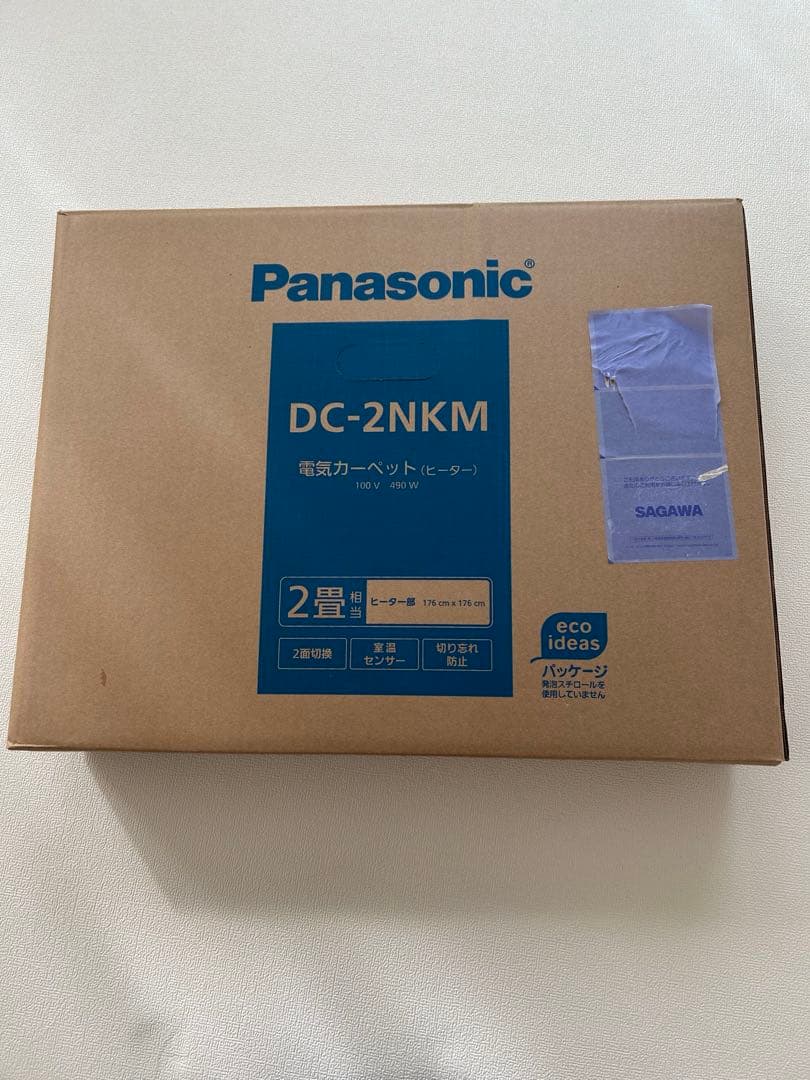 Panasonic®
DC-2NKM
電気カーペット(ヒーター)
100 V 490 W
2畳 相当
ヒーター部 176 cm x 176 cm
2面切換
室温
センサー
切り忘れ
防止
eco
ideas
パッケージ
発泡スチロールを
使用していません
SAGAWA